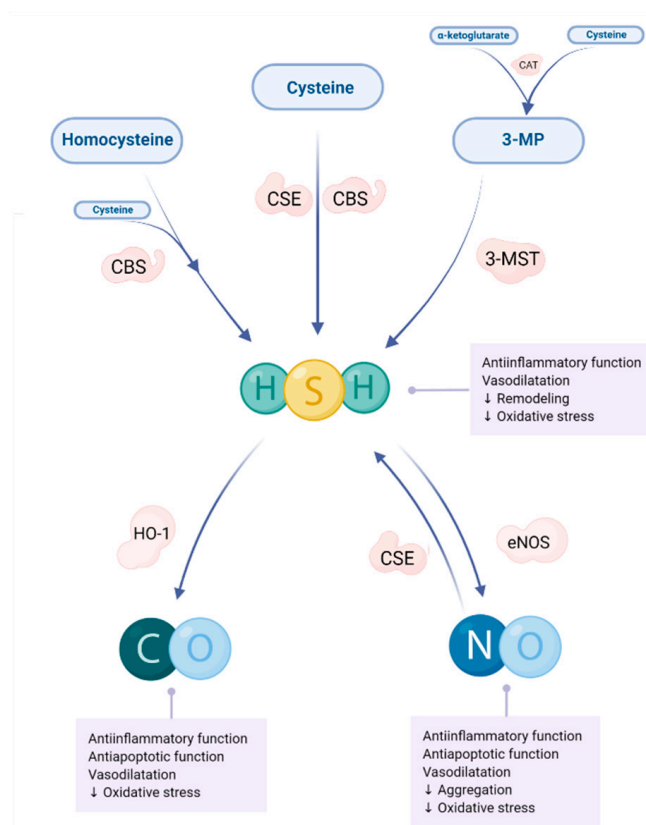 α-ketoglutarate
Cysteine
CAT
Cysteine
Homocysteine
3-MP
Cysteine
CSE
CBS
CBS
3-MST
H
S
H
Antiinflammatory function
Vasodilatation
↓ Remodeling
↓ Oxidative stress
HO-1
CSE
eNOS
C
O
N
O
Antiinflammatory function
Antiapoptotic function
Vasodilatation
↓ Oxidative stress
Antiinflammatory function
Antiapoptotic function
Vasodilatation
↓ Aggregation
↓ Oxidative stress